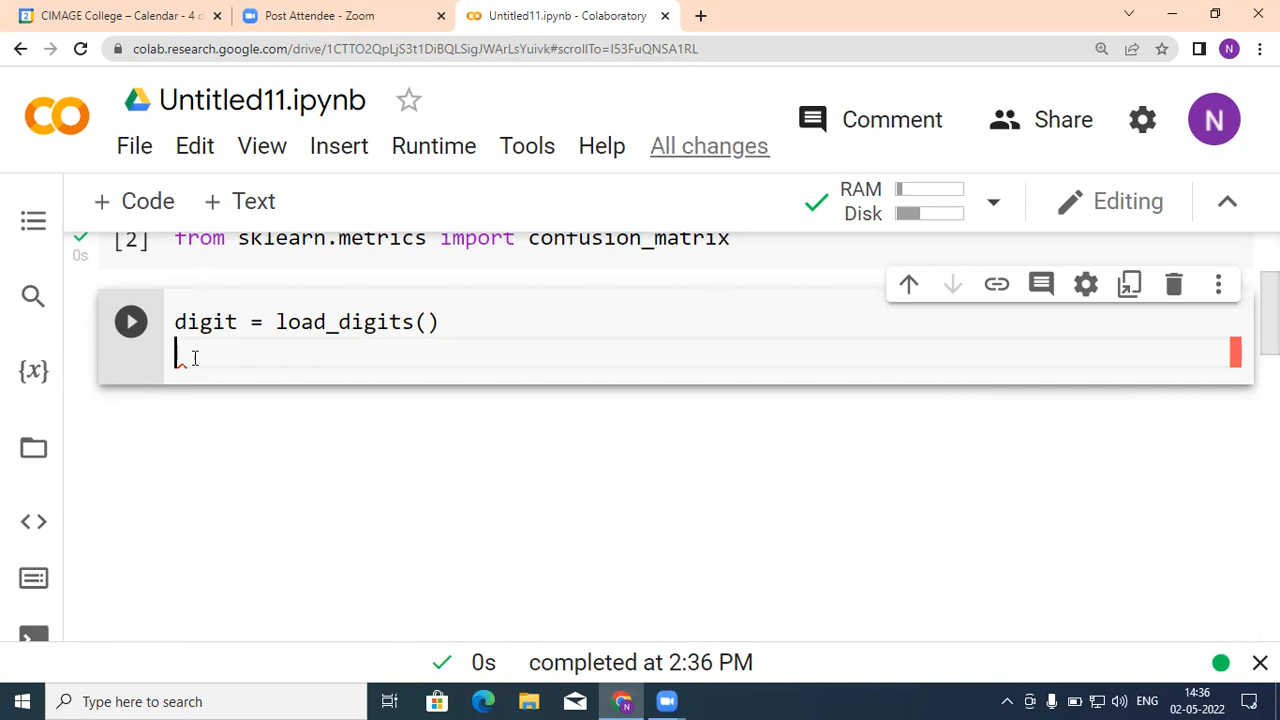 CIMAGE College – Calendar - 4 d
Post Attendee - Zoom
Untitled11.ipynb - Colaboratory
colab.research.google.com/drive/1CTTO2QpLjS3t1DiBQLSigJWArLsYuivk#scrollTo=I53FuQNSA1RL
N
CO
Untitled11.ipynb
Comment
Share
N
File Edit View Insert Runtime Tools Help All changes
+ Code + Text
RAM
Disk
Editing
[2] from sklearn.metrics import confusion_matrix
0s
digit = load_digits()
{x}
<>
0s completed at 2:36 PM
Type here to search
N
ENG
14:36
02-05-2022